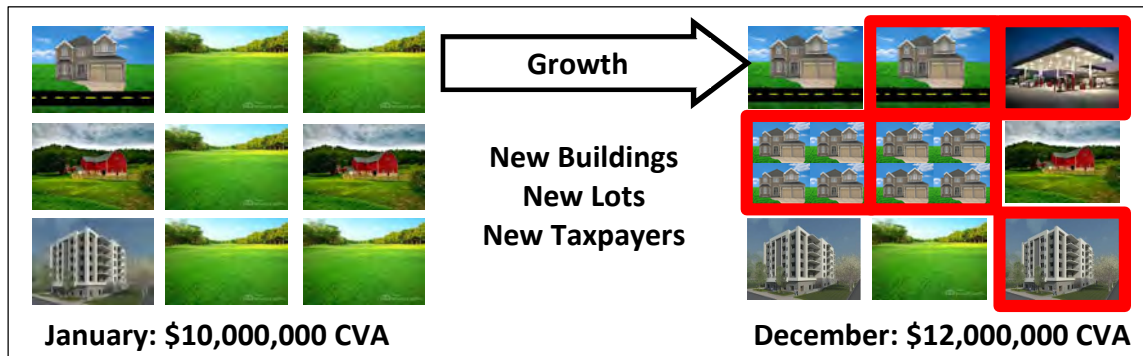 Growth
New Buildings
New Lots
New Taxpayers
January: $10,000,000 CVA
December: $12,000,000 CVA